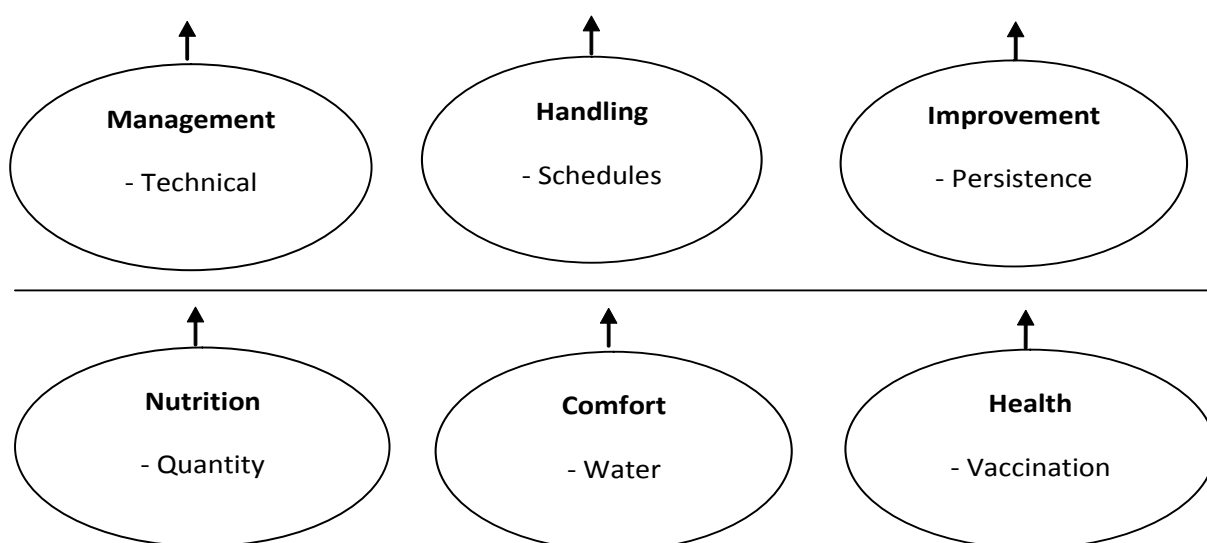 Management
- Technical
Handling
- Schedules
Improvement
- Persistence
Nutrition
- Quantity
Comfort
- Water
Health
- Vaccination